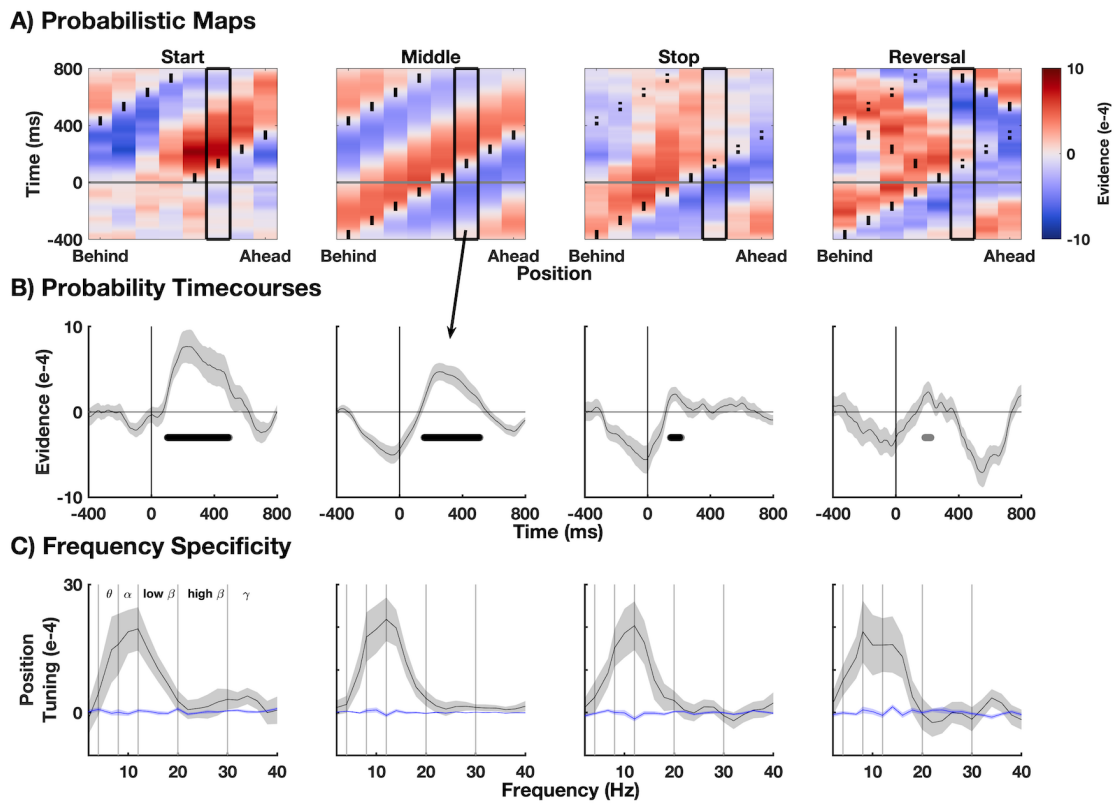 A) Probabilistic Maps
Start Middle Stop Reversal
800
400
0
-400
Time (ms)
Behind Ahead Behind Ahead Behind Ahead Behind Ahead
Position
10
0
-10
Evidence (e-4)
B) Probability Timecourses
10
0
-10
Evidence (e-4)
-400 0 400 800 -400 0 400 800 -400 0 400 800 -400 0 400 800
Time (ms)
C) Frequency Specificity
30
0
Position
Tuning (e-4)
θ α low β high β γ
10 20 30 40 10 20 30 40 10 20 30 40 10 20 30 40
Frequency (Hz)